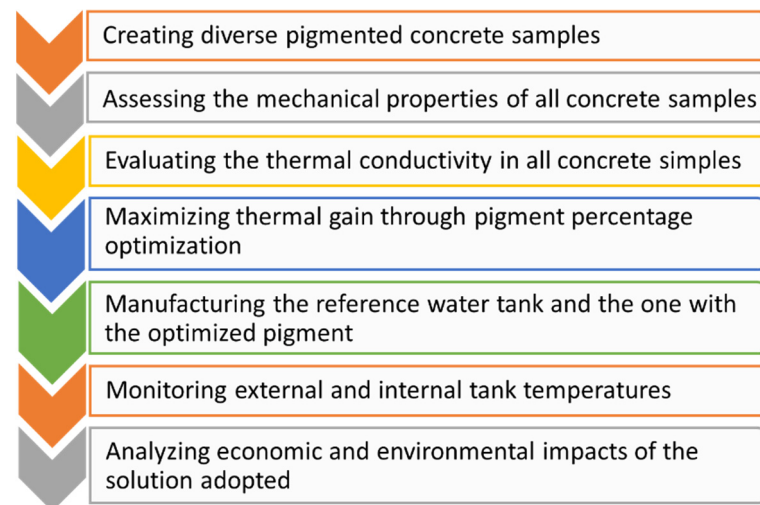 Creating diverse pigmented concrete samples
Assessing the mechanical properties of all concrete samples
Evaluating the thermal conductivity in all concrete simples
Maximizing thermal gain through pigment percentage
optimization
Manufacturing the reference water tank and the one with
the optimized pigment
Monitoring external and internal tank temperatures
Analyzing economic and environmental impacts of the
solution adopted